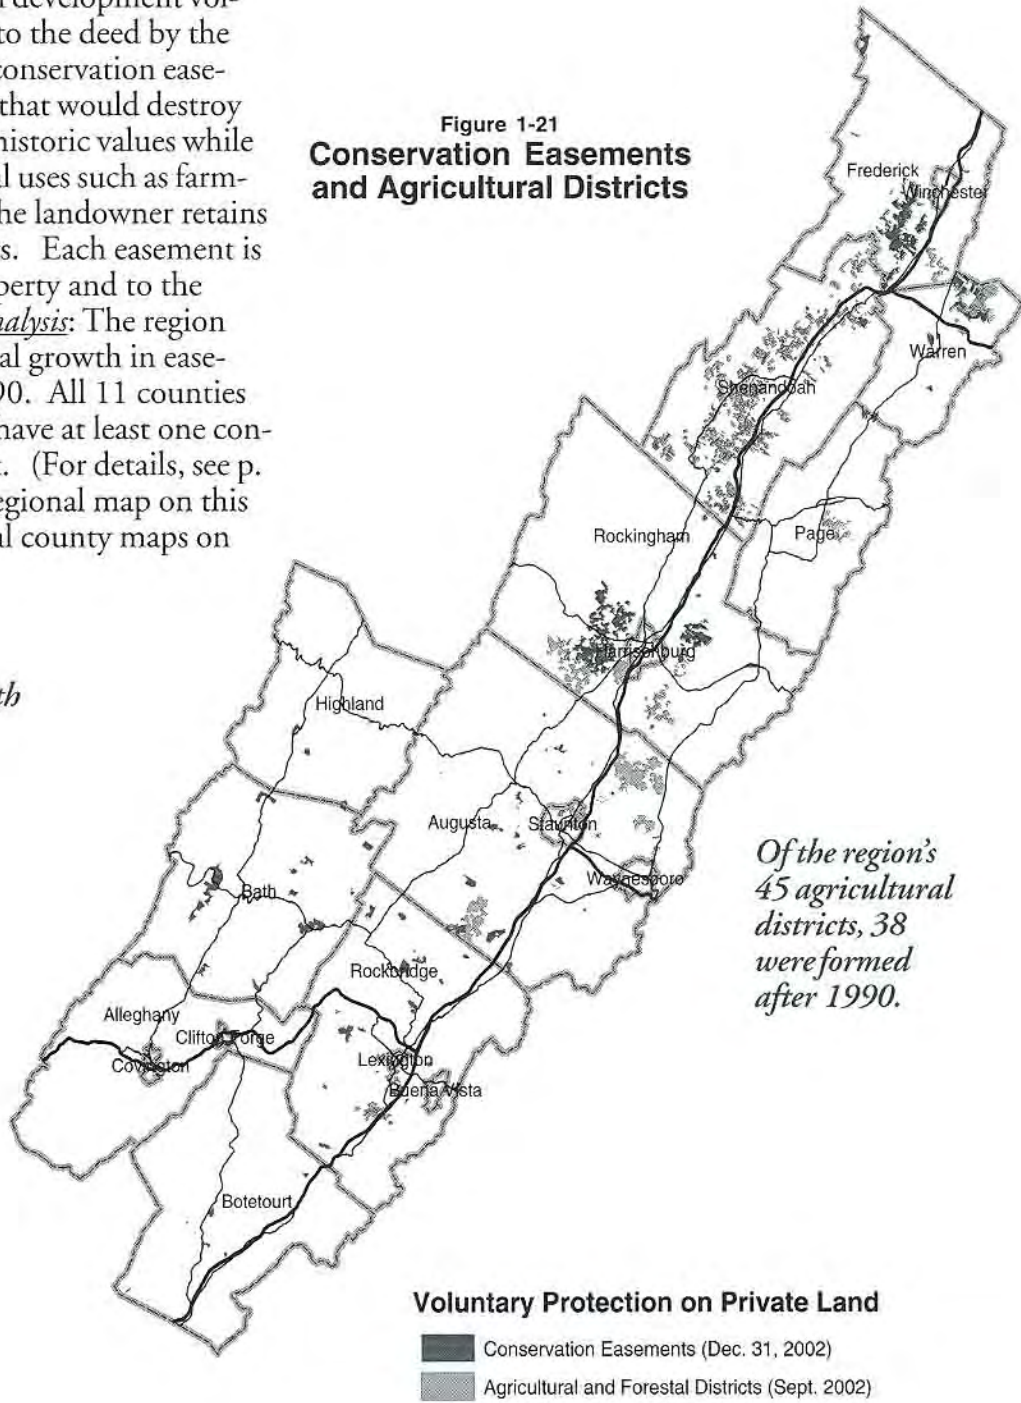 development vol-
to the deed by the
conservation ease-
that would destroy
historic values while
uses such as farm-
he landowner retains
s. Each easement is
perty and to the
nalysis: The region
al growth in ease-
90. All 11 counties
have at least one con-
(For details, see p.
egional map on this
al county maps on
th
Figure 1-21
Conservation Easements
and Agricultural Districts
Frederick
Winchester
Warren
Shenandoah
Rockingham
Page
Harrisonburg
Highland
Augusta
Staunton
Waynesboro
Bath
Rockbridge
Alleghany
Clifton Forge
Covington
Lexington
Buena Vista
Botetourt
Of the region's
45 agricultural
districts, 38
were formed
after 1990.
Voluntary Protection on Private Land
Conservation Easements (Dec. 31, 2002)
Agricultural and Forestal Districts (Sept. 2002)